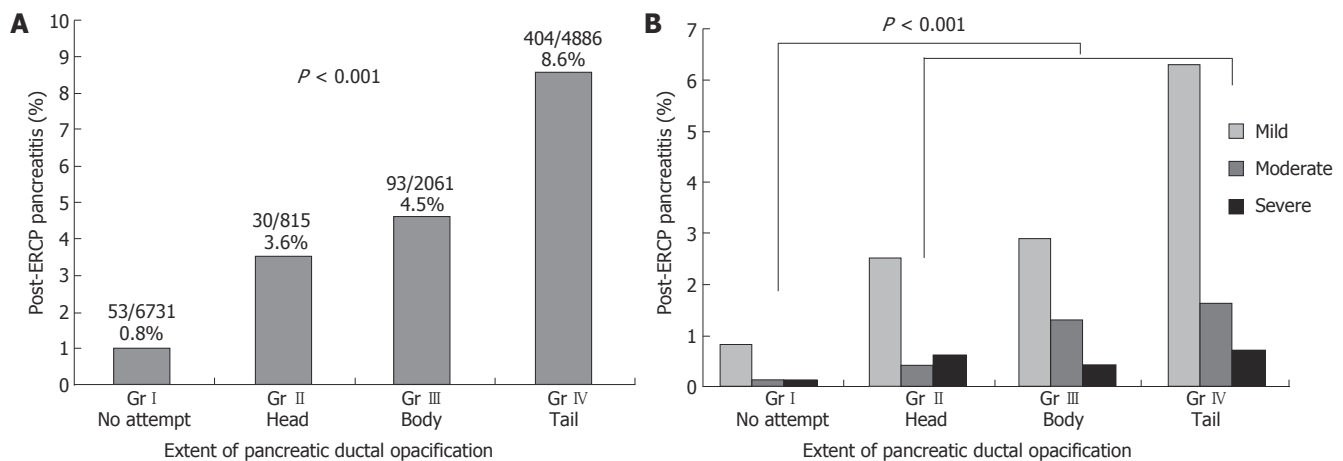 A
Post-ERCP pancreatitis (%)
10
9
8
7
6
5
4
3
2
1
0
53/6731
0.8%
30/815
3.6%
93/2061
4.5%
404/4886
8.6%
P < 0.001
Gr I
No attempt
Gr II
Head
Gr III
Body
Gr IV
Tail
Extent of pancreatic ductal opacification
B
Post-ERCP pancreatitis (%)
7
6
5
4
3
2
1
0
P < 0.001
Mild
Moderate
Severe
Gr I
No attempt
Gr II
Head
Gr III
Body
Gr IV
Tail
Extent of pancreatic ductal opacification